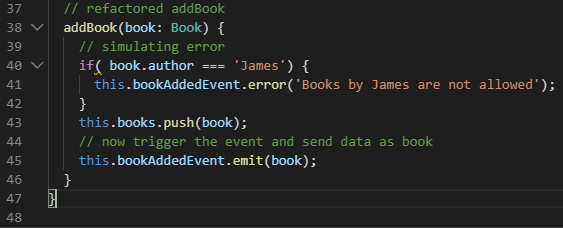 37 // refactored addBook
38 addBook(book: Book) {
39 // simulating error
40 if( book.author === 'James') {
41 this.bookAddedEvent.error('Books by James are not allowed');
42 }
43 this.books.push(book);
44 // now trigger the event and send data as book
45 this.bookAddedEvent.emit(book);
46 }
47 }
48